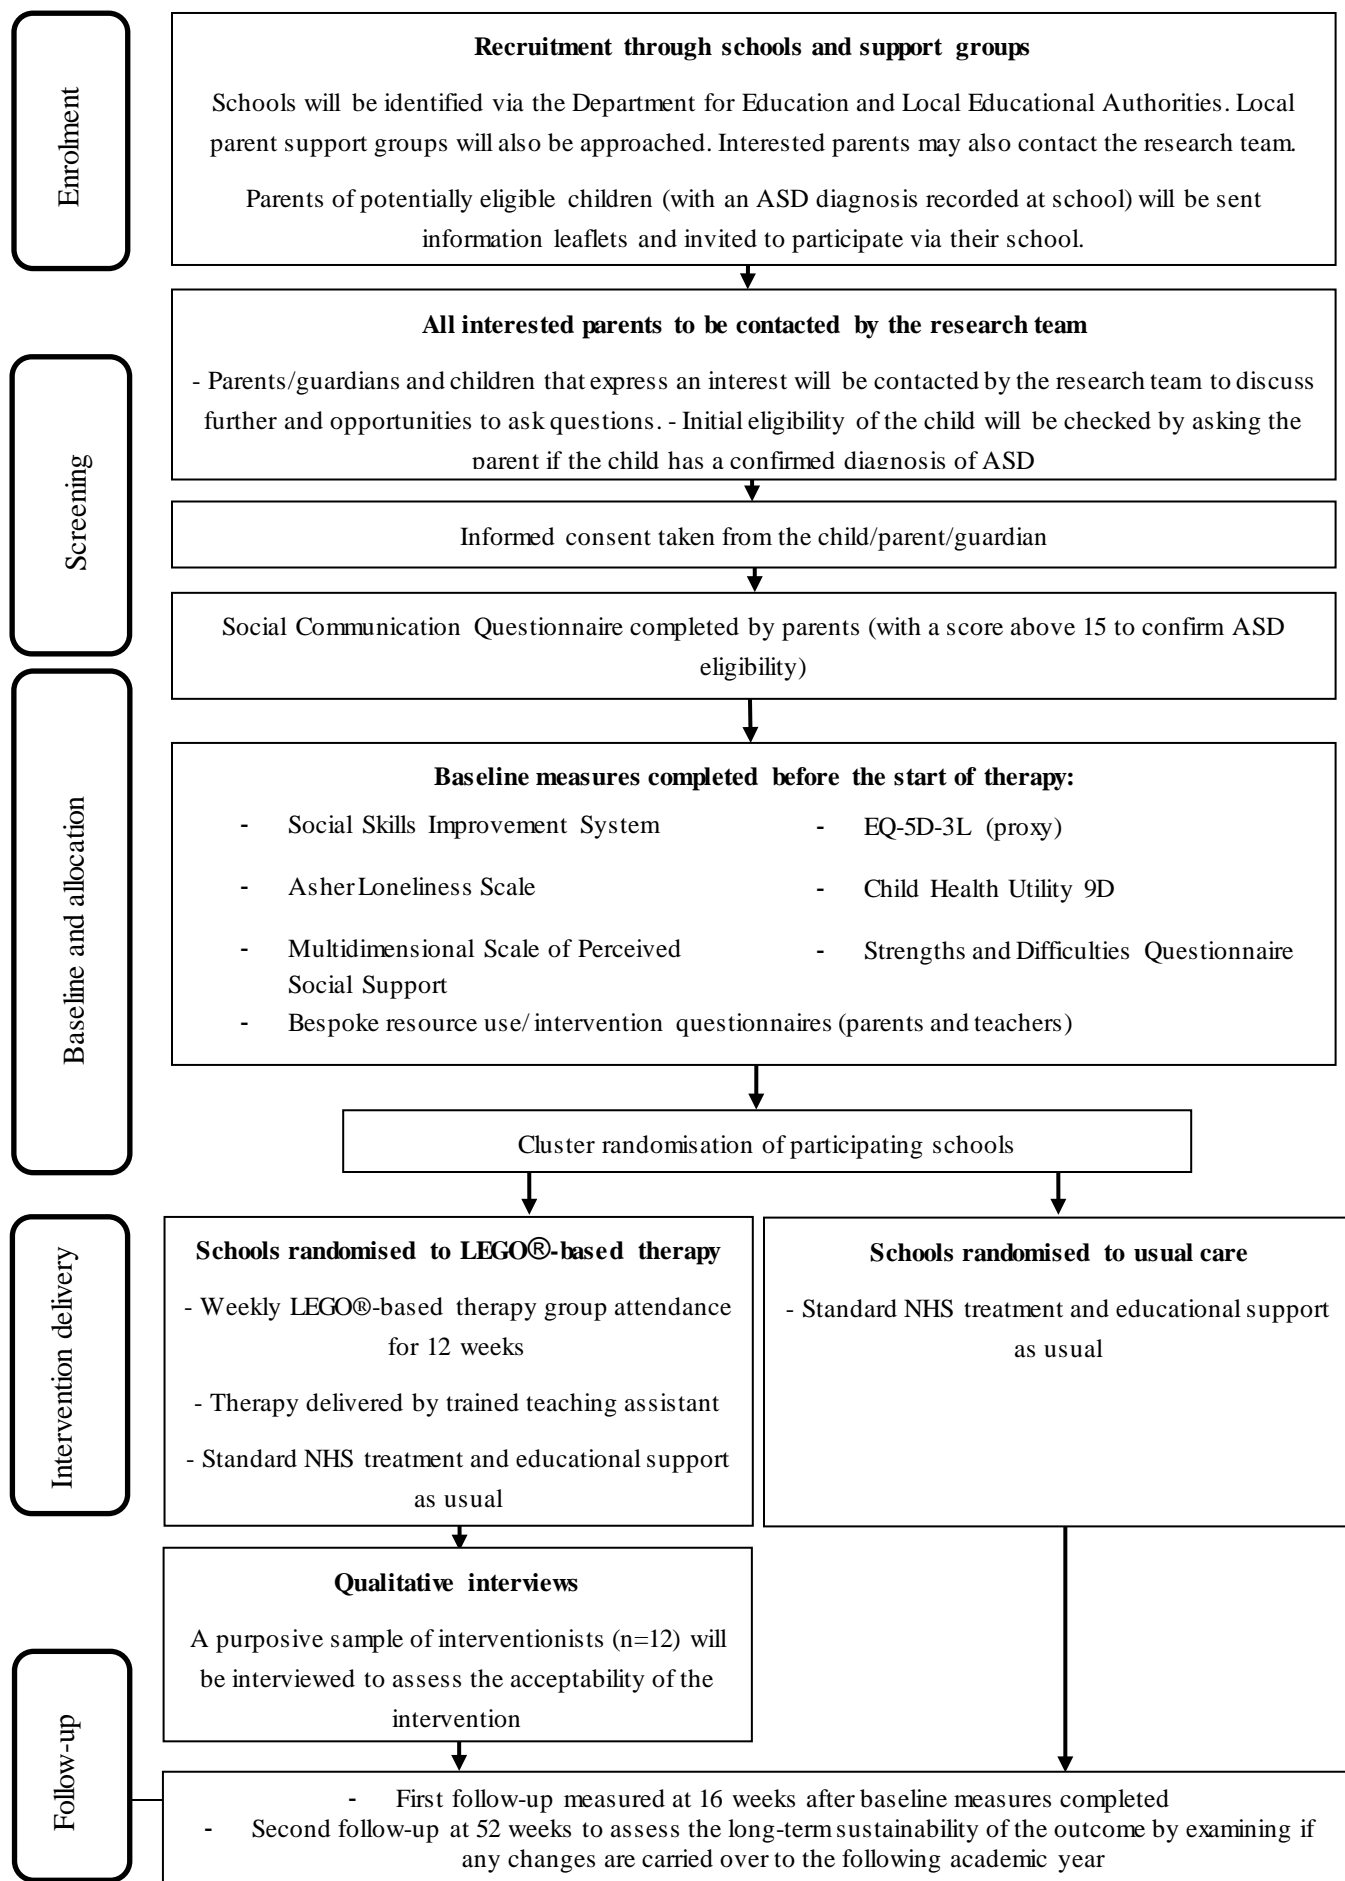 Enrolment
Recruitment through schools and support groups
Schools will be identified via the Department for Education and Local Educational Authorities. Local
parent support groups will also be approached. Interested parents may also contact the research team.
Parents of potentially eligible children (with an ASD diagnosis recorded at school) will be sent
information leaflets and invited to participate via their school.
Screening
All interested parents to be contacted by the research team
- Parents/guardians and children that express an interest will be contacted by the research team to discuss
further and opportunities to ask questions. - Initial eligibility of the child will be checked by asking the
parent if the child has a confirmed diagnosis of ASD
Informed consent taken from the child/parent/guardian
Social Communication Questionnaire completed by parents (with a score above 15 to confirm ASD
eligibility)
Baseline and allocation
Baseline measures completed before the start of therapy:
- Social Skills Improvement System
- EQ-5D-3L (proxy)
- Asher Loneliness Scale
- Child Health Utility 9D
- Multidimensional Scale of Perceived
Social Support
- Strengths and Difficulties Questionnaire
- Bespoke resource use/ intervention questionnaires (parents and teachers)
Cluster randomisation of participating schools
Intervention delivery
Schools randomised to LEGO®-based therapy
- Weekly LEGO®-based therapy group attendance
for 12 weeks
- Therapy delivered by trained teaching assistant
- Standard NHS treatment and educational support
as usual
Schools randomised to usual care
- Standard NHS treatment and educational support
as usual
Qualitative interviews
A purposive sample of interventionists (n=12) will
be interviewed to assess the acceptability of the
intervention
Follow-up
- First follow-up measured at 16 weeks after baseline measures completed
- Second follow-up at 52 weeks to assess the long-term sustainability of the outcome by examining if
any changes are carried over to the following academic year